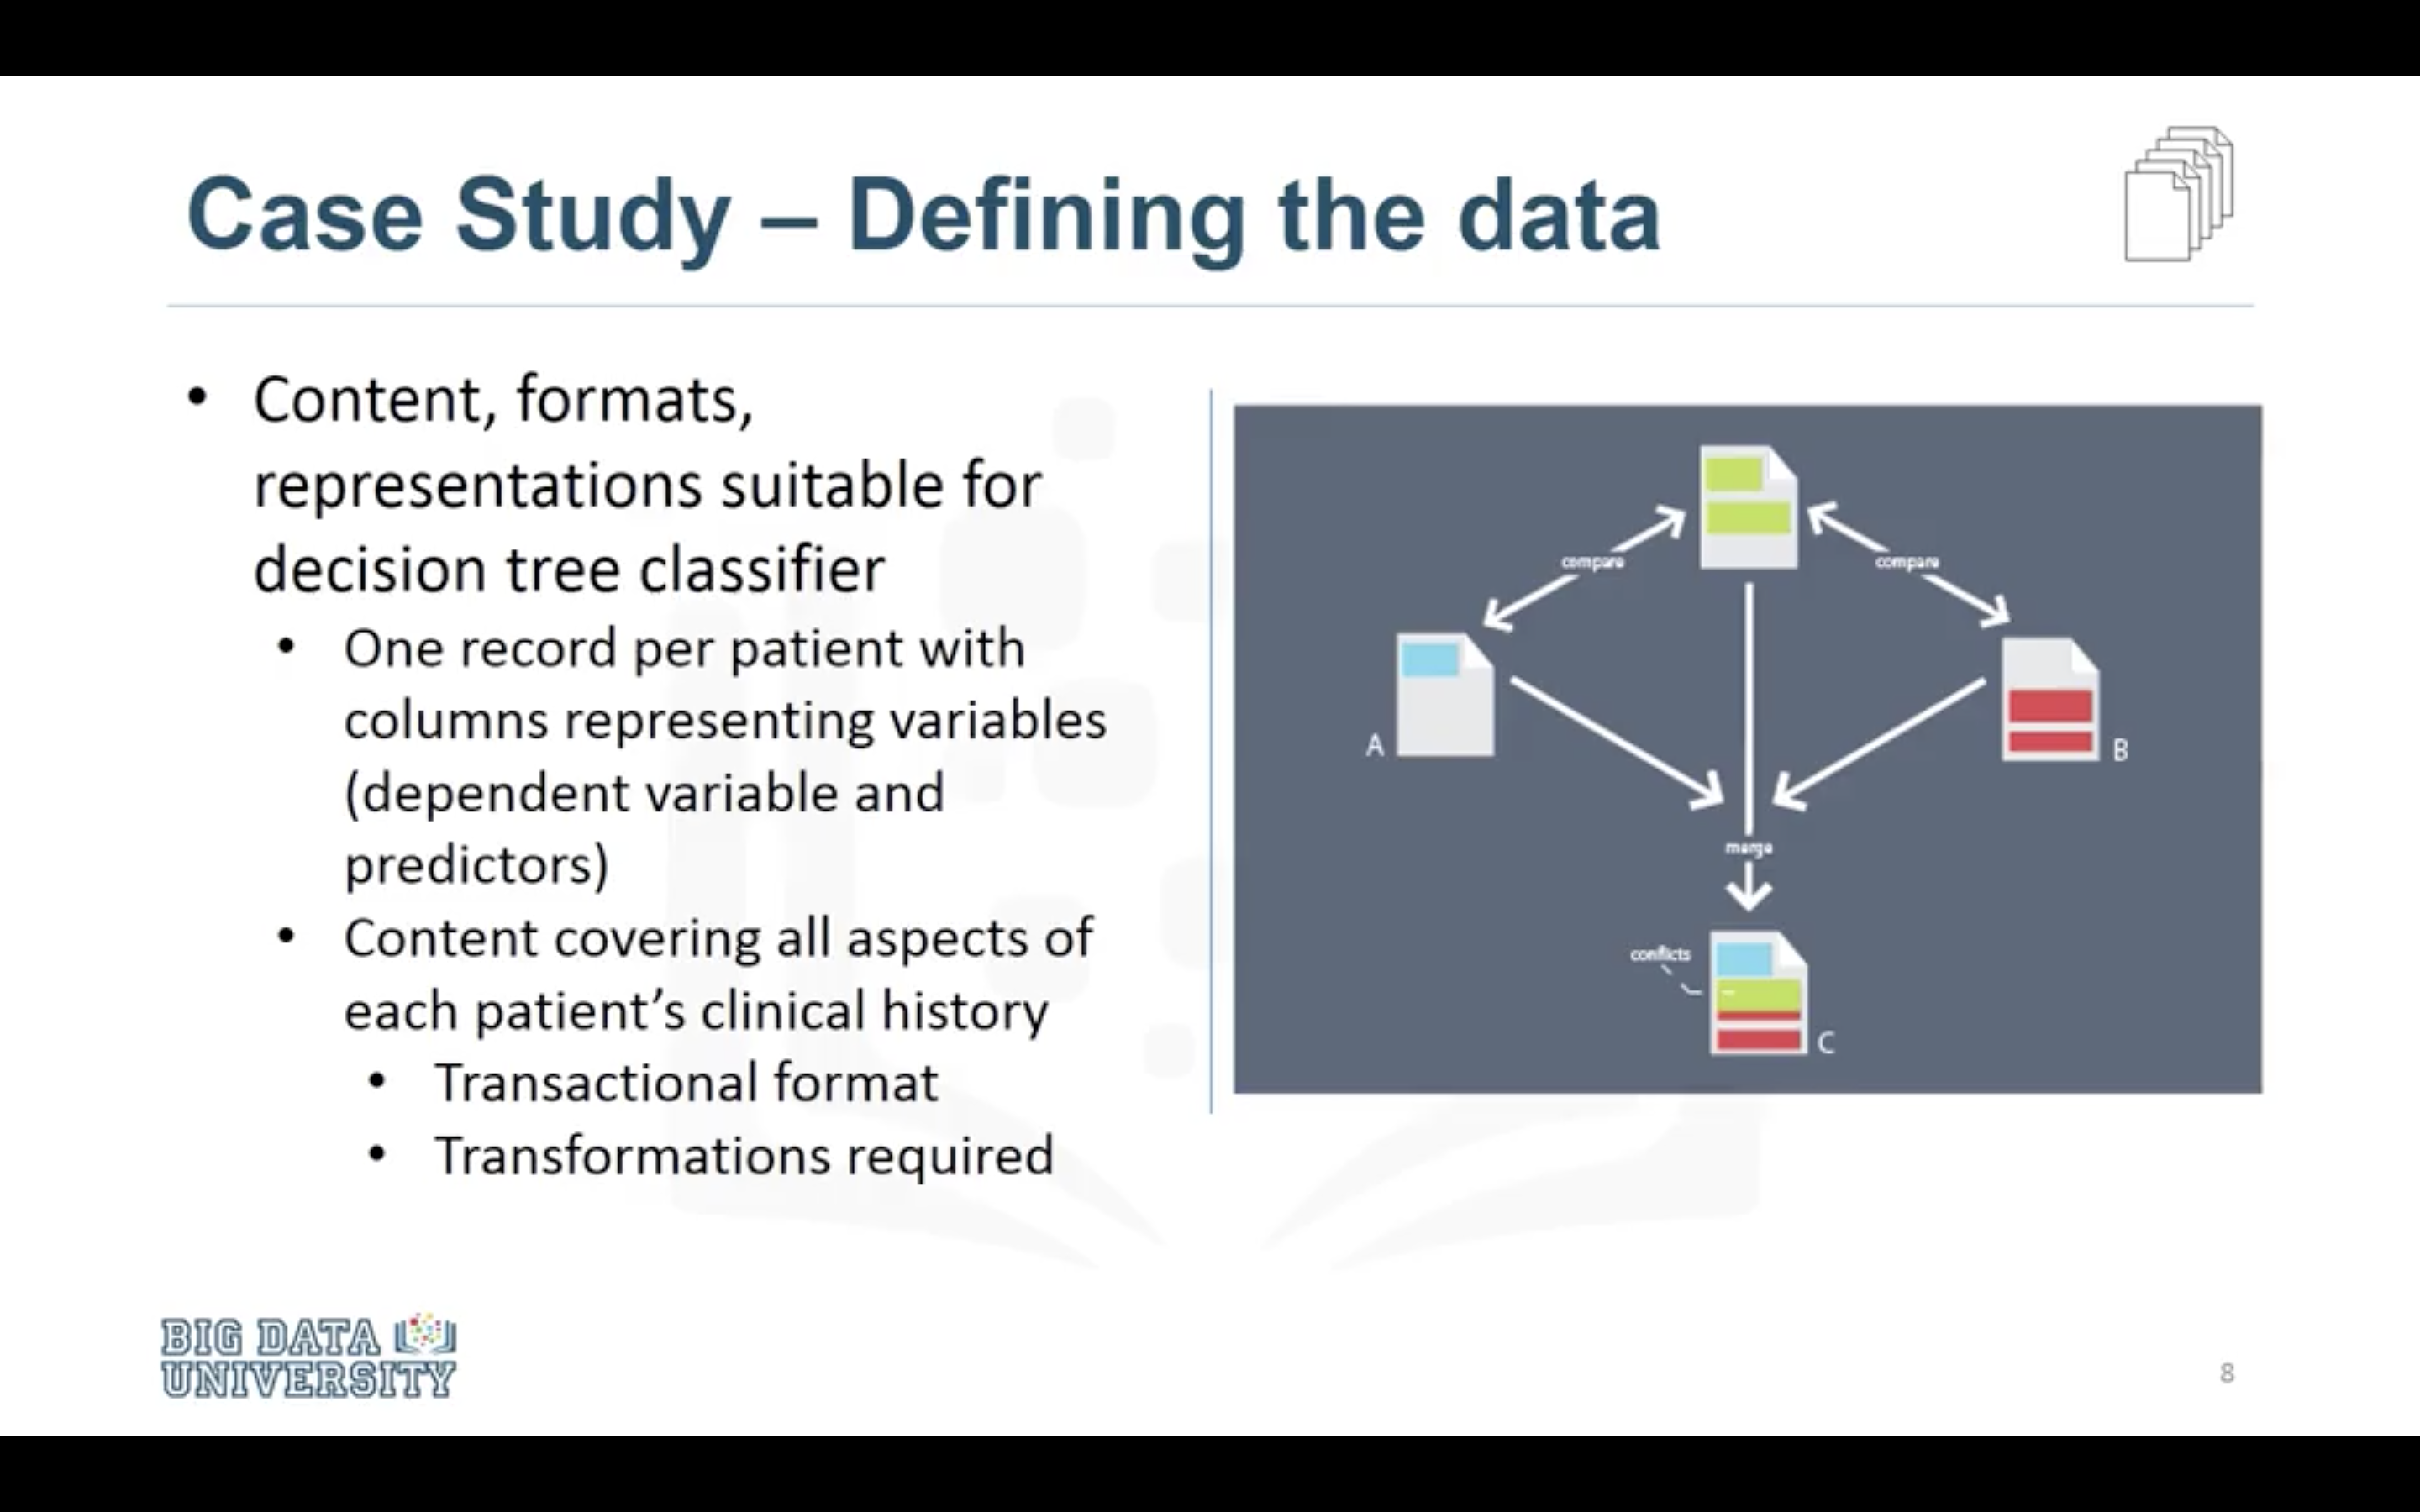 Case Study – Defining the data
• Content, formats,
representations suitable for
decision tree classifier
• One record per patient with
columns representing variables
(dependent variable and
predictors)
• Content covering all aspects of
each patient’s clinical history
• Transactional format
• Transformations required
compare
compare
A
B
merge
conflicts
C
BIG DATA
UNIVERSITY
8